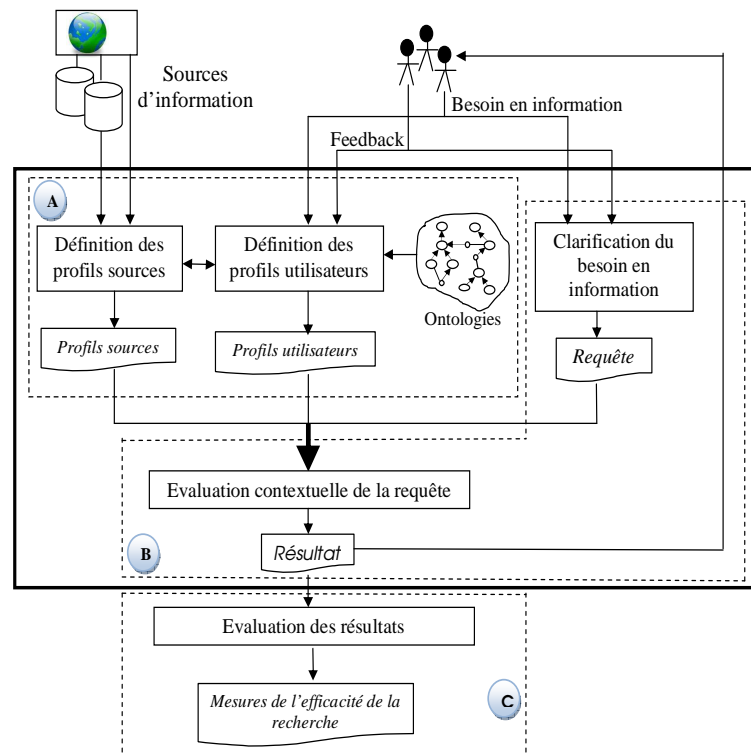 Sources
d’information
Besoin en information
Feedback
A
Définition des
profils sources
Définition des
profils utilisateurs
Clarification du
besoin en
information
Ontologies
Profils sources
Profils utilisateurs
Requête
Evaluation contextuelle de la requête
B
Résultat
Evaluation des résultats
Mesures de l’efficacité de la
recherche
C